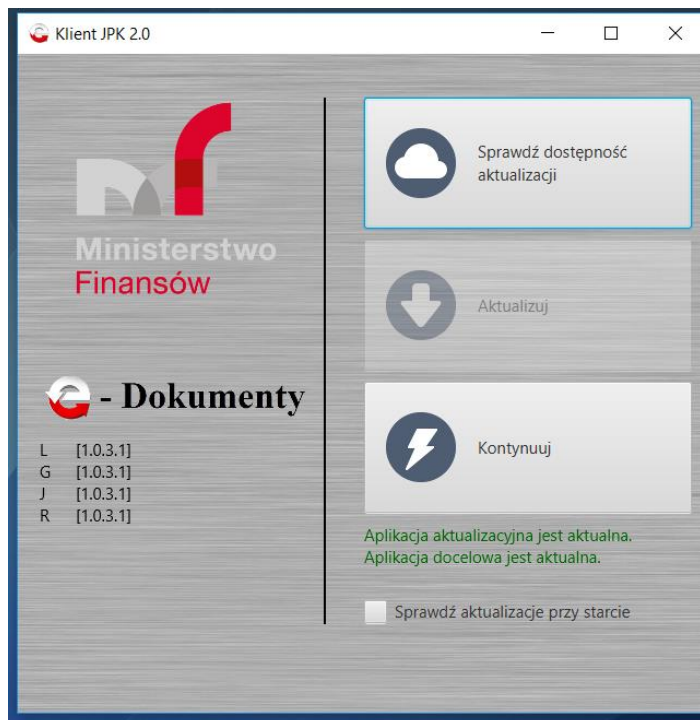 Klient JPK 2.0
Ministerstwo
Finansów
- Dokumenty
L [1.0.3.1]
G [1.0.3.1]
J [1.0.3.1]
R [1.0.3.1]
Sprawdź dostępność
aktualizacji
Aktualizuj
Kontynuuj
Aplikacja aktualizacyjna jest aktualna.
Aplikacja docelowa jest aktualna.
Sprawdź aktualizacje przy starcie